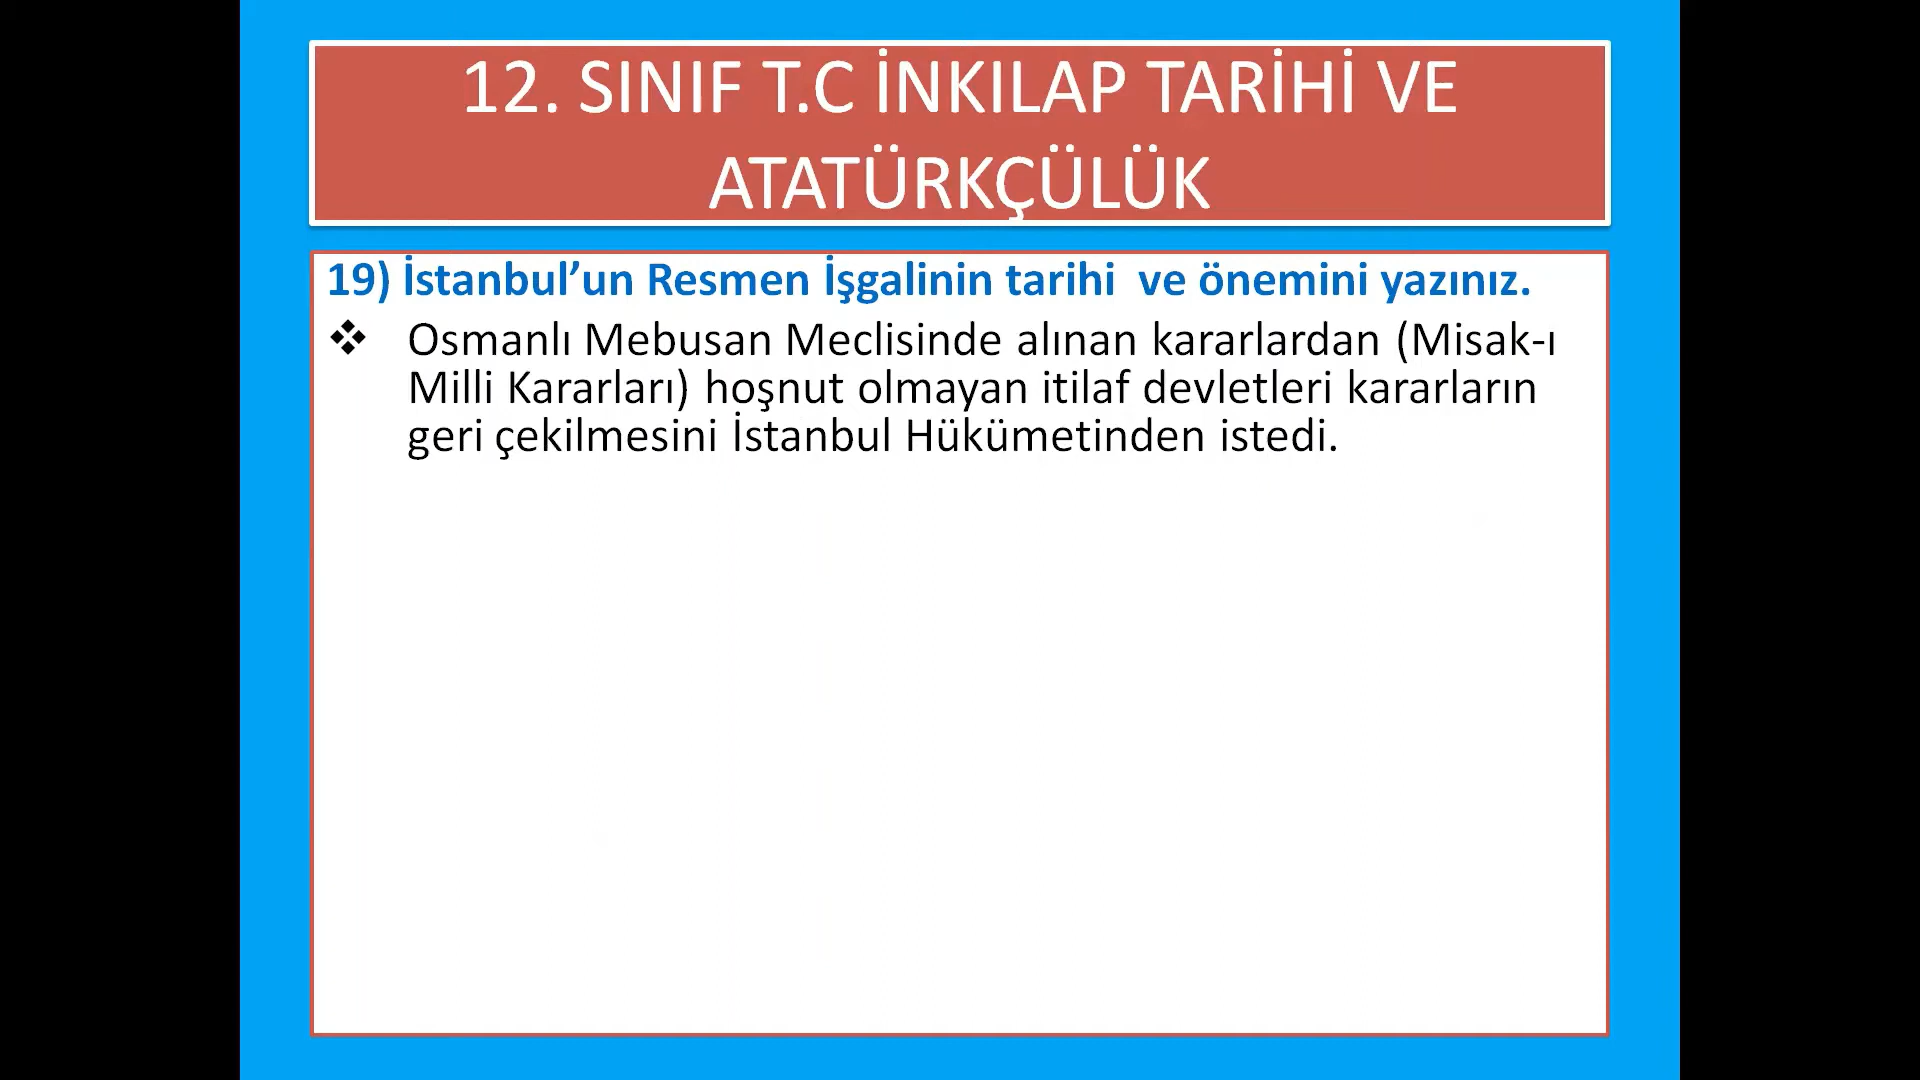 12. SINIF T.C İNKILAP TARİHİ VE
ATATÜRKÇÜLÜK
19) İstanbul’un Resmen İşgalinin tarihi  ve önemini yazınız.
❖ Osmanlı Mebusan Meclisinde alınan kararlardan (Misak-ı
Milli Kararları) hoşnut olmayan itilaf devletleri kararların
geri çekilmesini İstanbul Hükümetinden istedi.